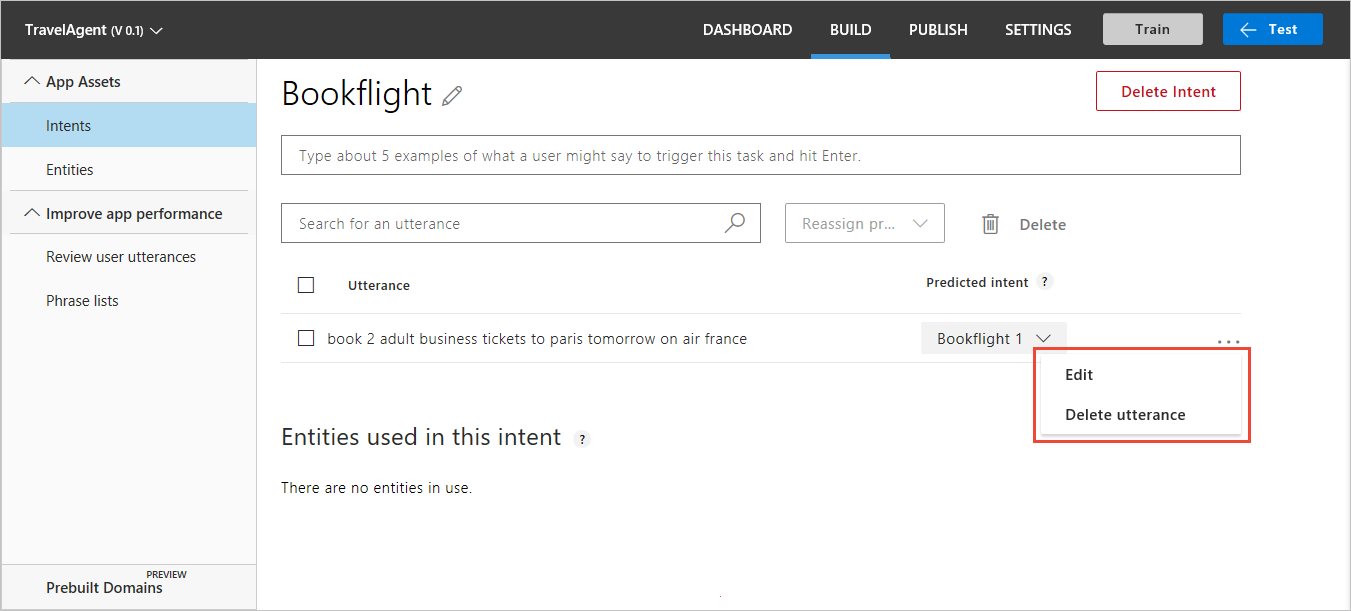 TravelAgent (V 0.1) DASHBOARD BUILD PUBLISH SETTINGS Train Test
App Assets
Intents
Entities
Improve app performance
Review user utterances
Phrase lists
PREVIEW
Prebuilt Domains
Bookflight
Delete Intent
Type about 5 examples of what a user might say to trigger this task and hit Enter.
Search for an utterance Reassign pr... Delete
Utterance Predicted intent ?
book 2 adult business tickets to paris tomorrow on air france Bookflight 1 ...
Edit
Delete utterance
Entities used in this intent ?
There are no entities in use.